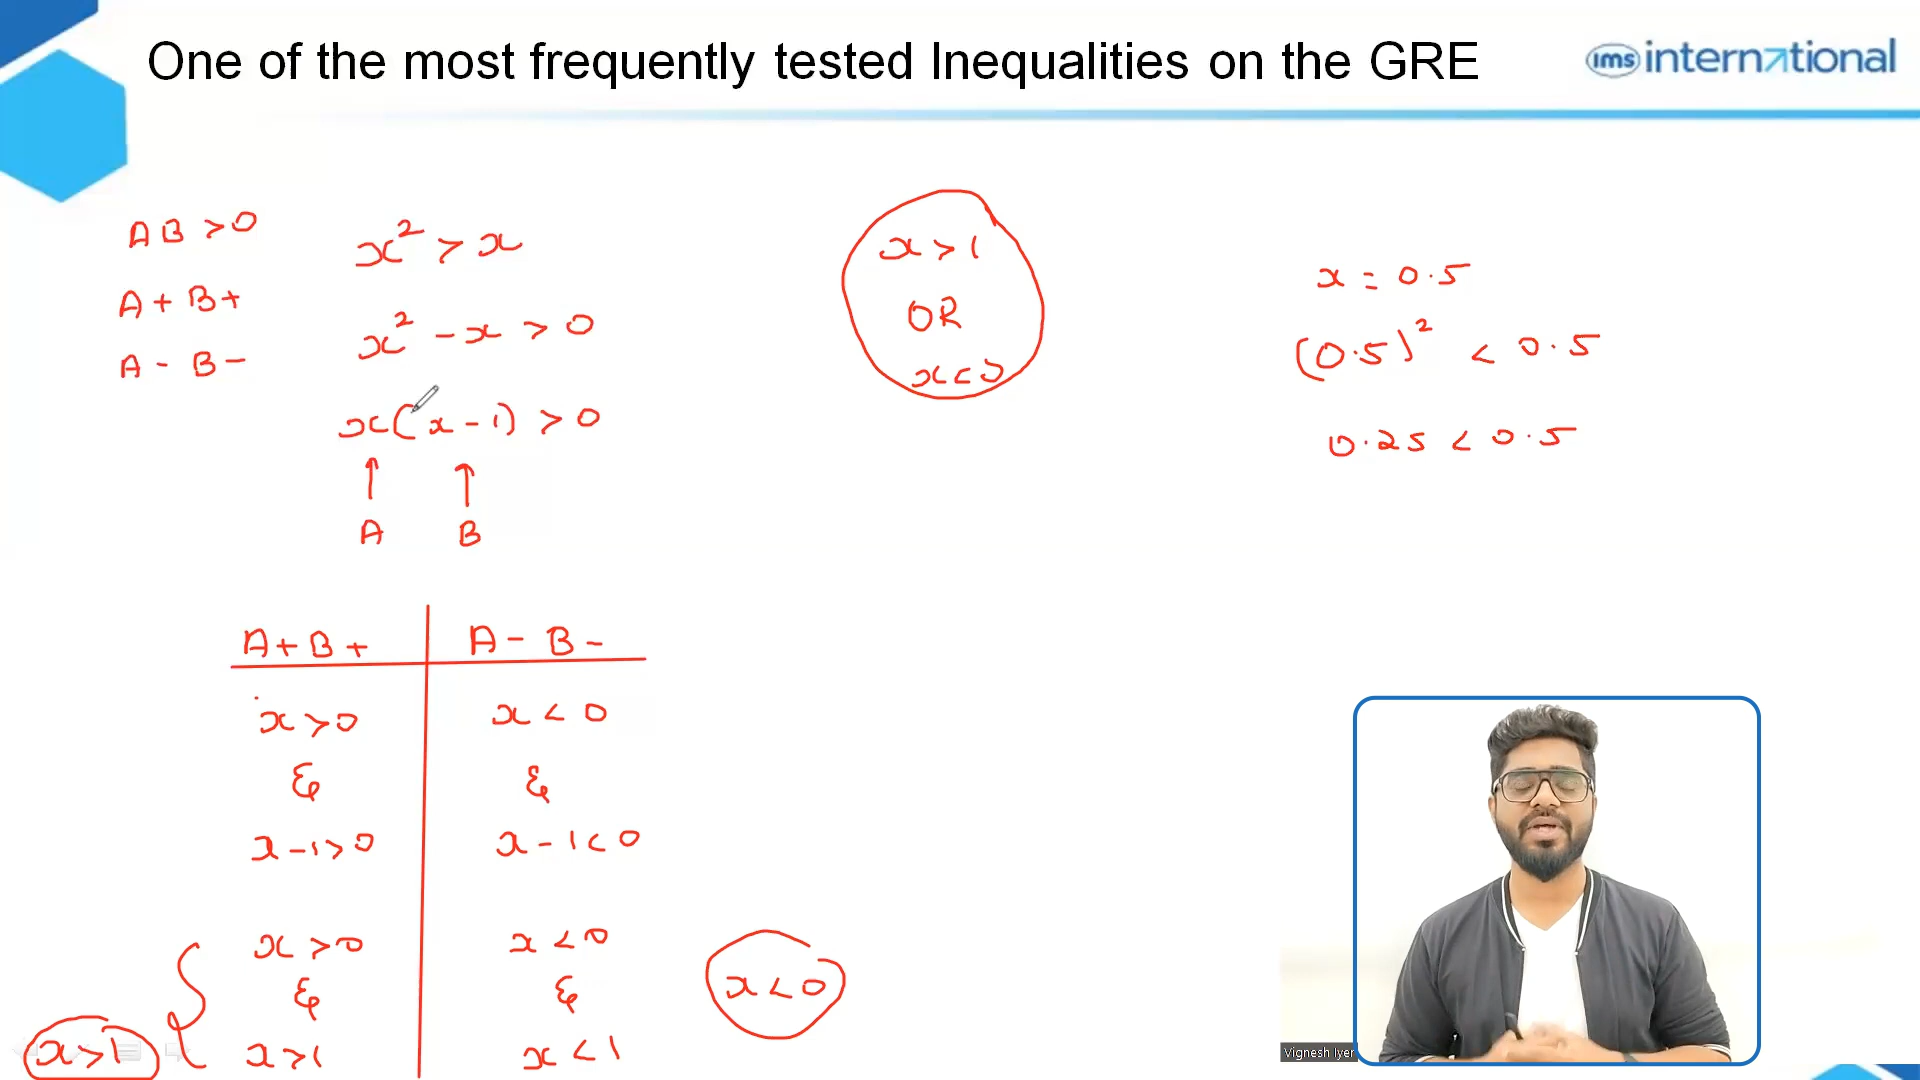 One of the most frequently tested Inequalities on the GRE
ims international
AB > 0
A + B +
A - B -
x² > x
x² - x > 0
x(x - 1) > 0
↑ ↑
A B
x > 1
OR
x < 0
x = 0.5
(0.5)² < 0.5
0.25 < 0.5
A + B +
x > 0
&
x - 1 > 0
x > 0
&
x > 1
x > 1
A - B -
x < 0
&
x - 1 < 0
x < 0
&
x < 1
x < 0
Vignesh Iyer